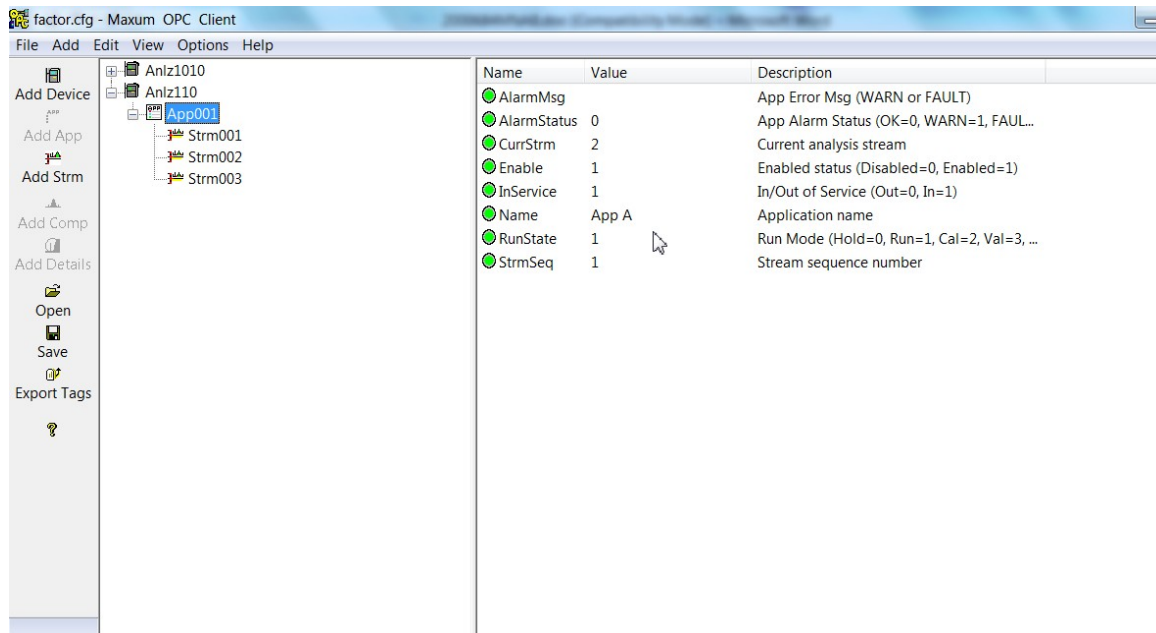 factor.cfg - Maxum OPC Client
File Add Edit View Options Help
Add Device
Add App
Add Strm
Add Comp
Add Details
Open
Save
Export Tags
Anlz1010
Anlz110
App001
Strm001
Strm002
Strm003
Name Value Description
AlarmMsg App Error Msg (WARN or FAULT)
AlarmStatus 0 App Alarm Status (OK=0, WARN=1, FAUL...
CurrStrm 2 Current analysis stream
Enable 1 Enabled status (Disabled=0, Enabled=1)
InService 1 In/Out of Service (Out=0, In=1)
Name App A Application name
RunState 1 Run Mode (Hold=0, Run=1, Cal=2, Val=3, ...
StrmSeq 1 Stream sequence number